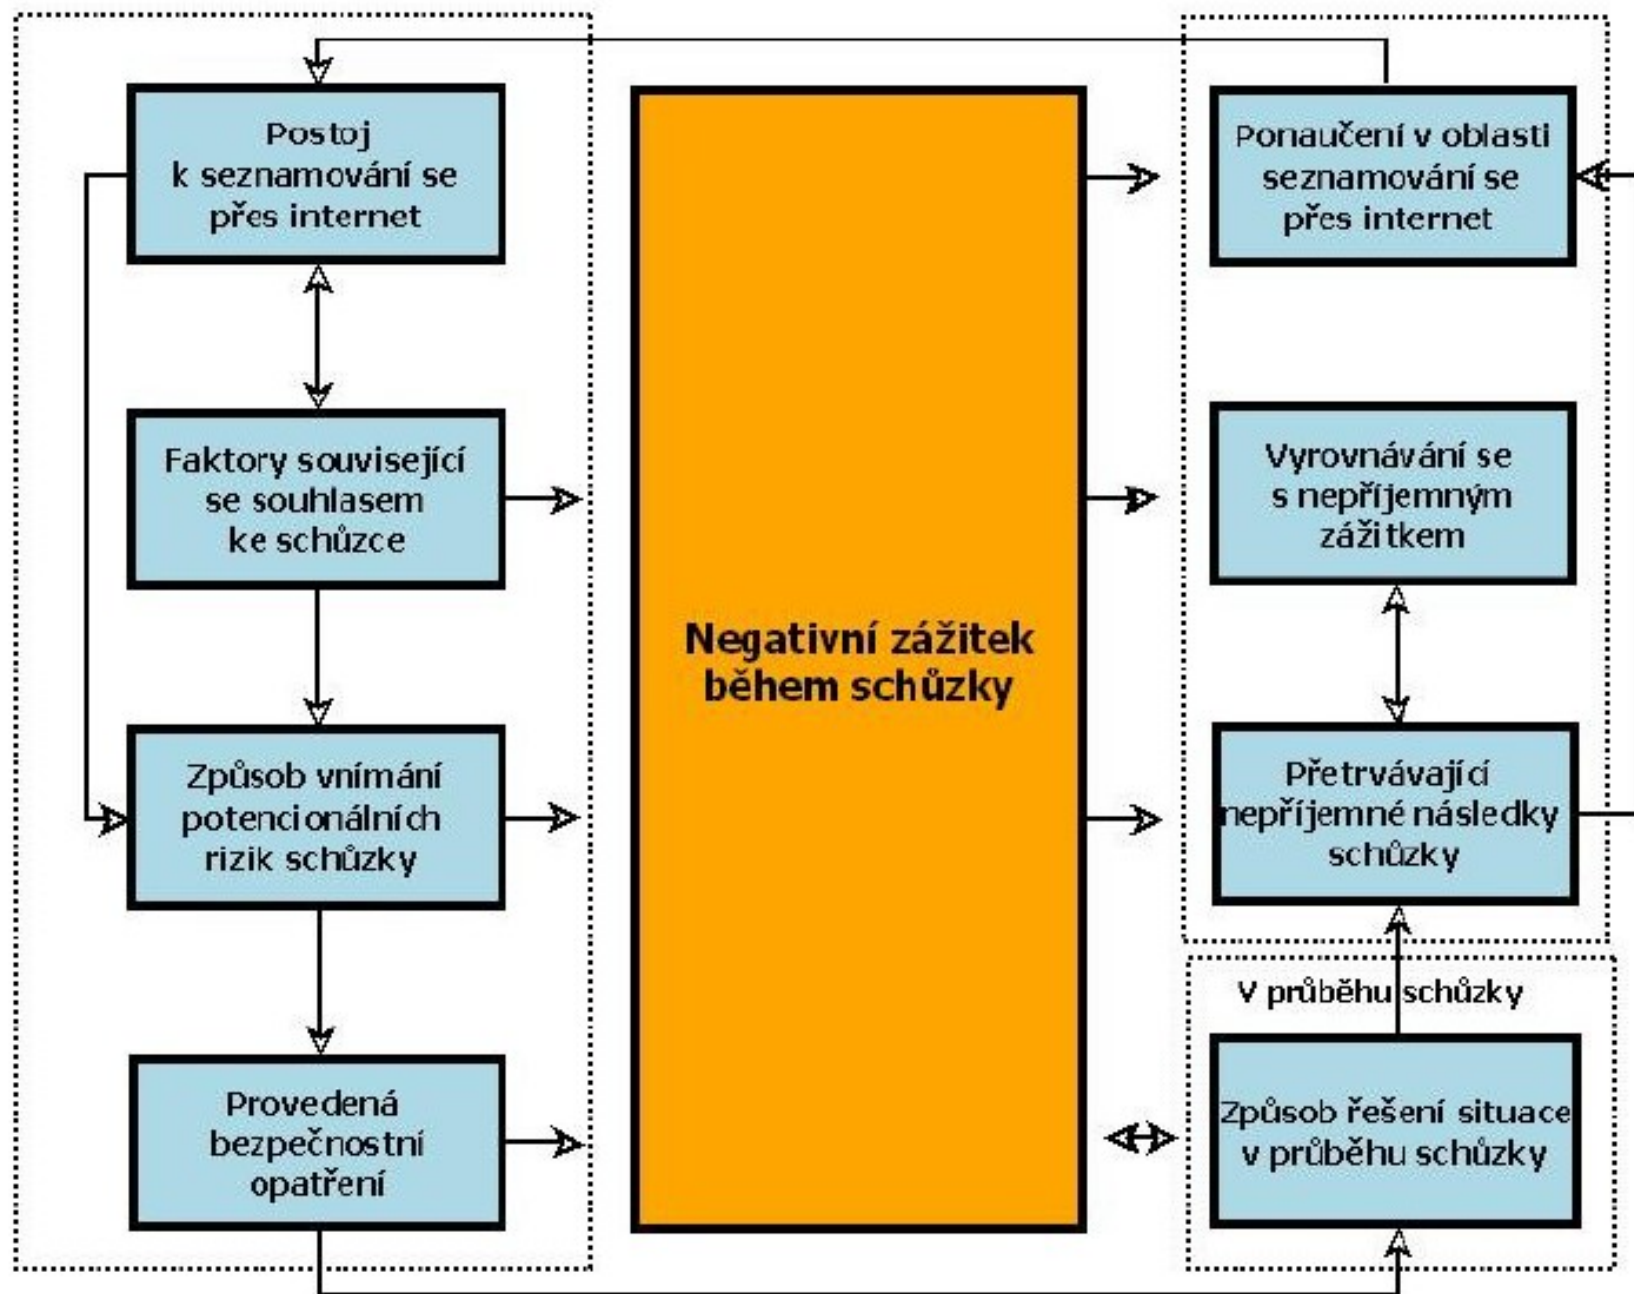 Postoj
k seznamování se
přes internet
Faktory související
se souhlasem
ke schůzce
Způsob vnímání
potencionálních
rizik schůzky
Provedená
bezpečnostní
opatření
Negativní zážitek
během schůzky
Ponaučení v oblasti
seznamování se
přes internet
Vyrovnávání se
s nepříjemným
zážitkem
Přetrvávající
nepříjemné následky
schůzky
V průběhu schůzky
Způsob řešení situace
v průběhu schůzky